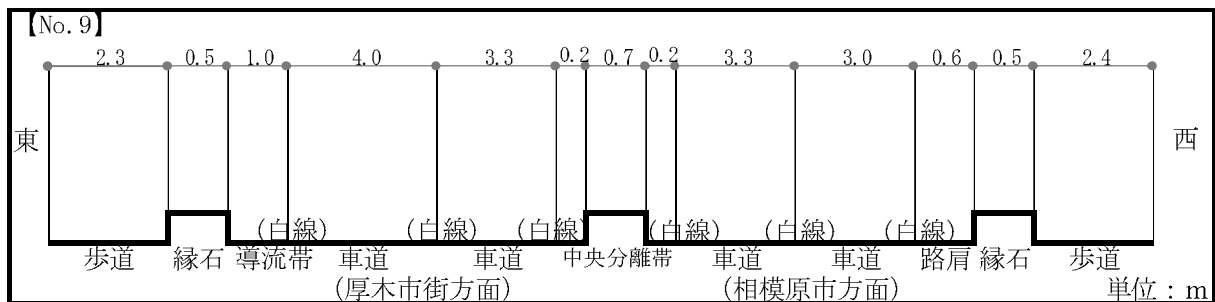 【No.9】
2.3 0.5 1.0 4.0 3.3 0.2 0.7 0.2 3.3 3.0 0.6 0.5 2.4
東 西
(白線) (白線) (白線) (白線) (白線) (白線)
歩道 縁石 導流帯 車道 車道 中央分離帯 車道 車道 路肩 縁石 歩道
(厚木市街方面) (相模原市方面) 単位：m